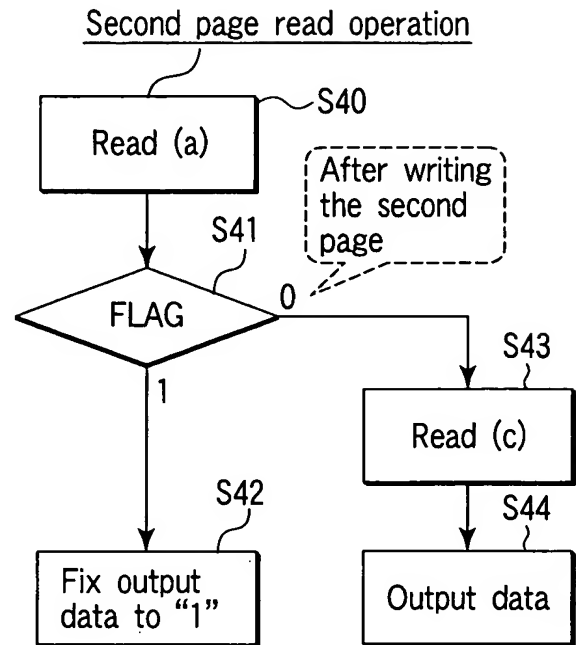 Second page read operation
S40
Read (a)
After writing
the second
page
S41
0
FLAG
1
S43
Read (c)
S42
S44
Fix output
data to “1”
Output data